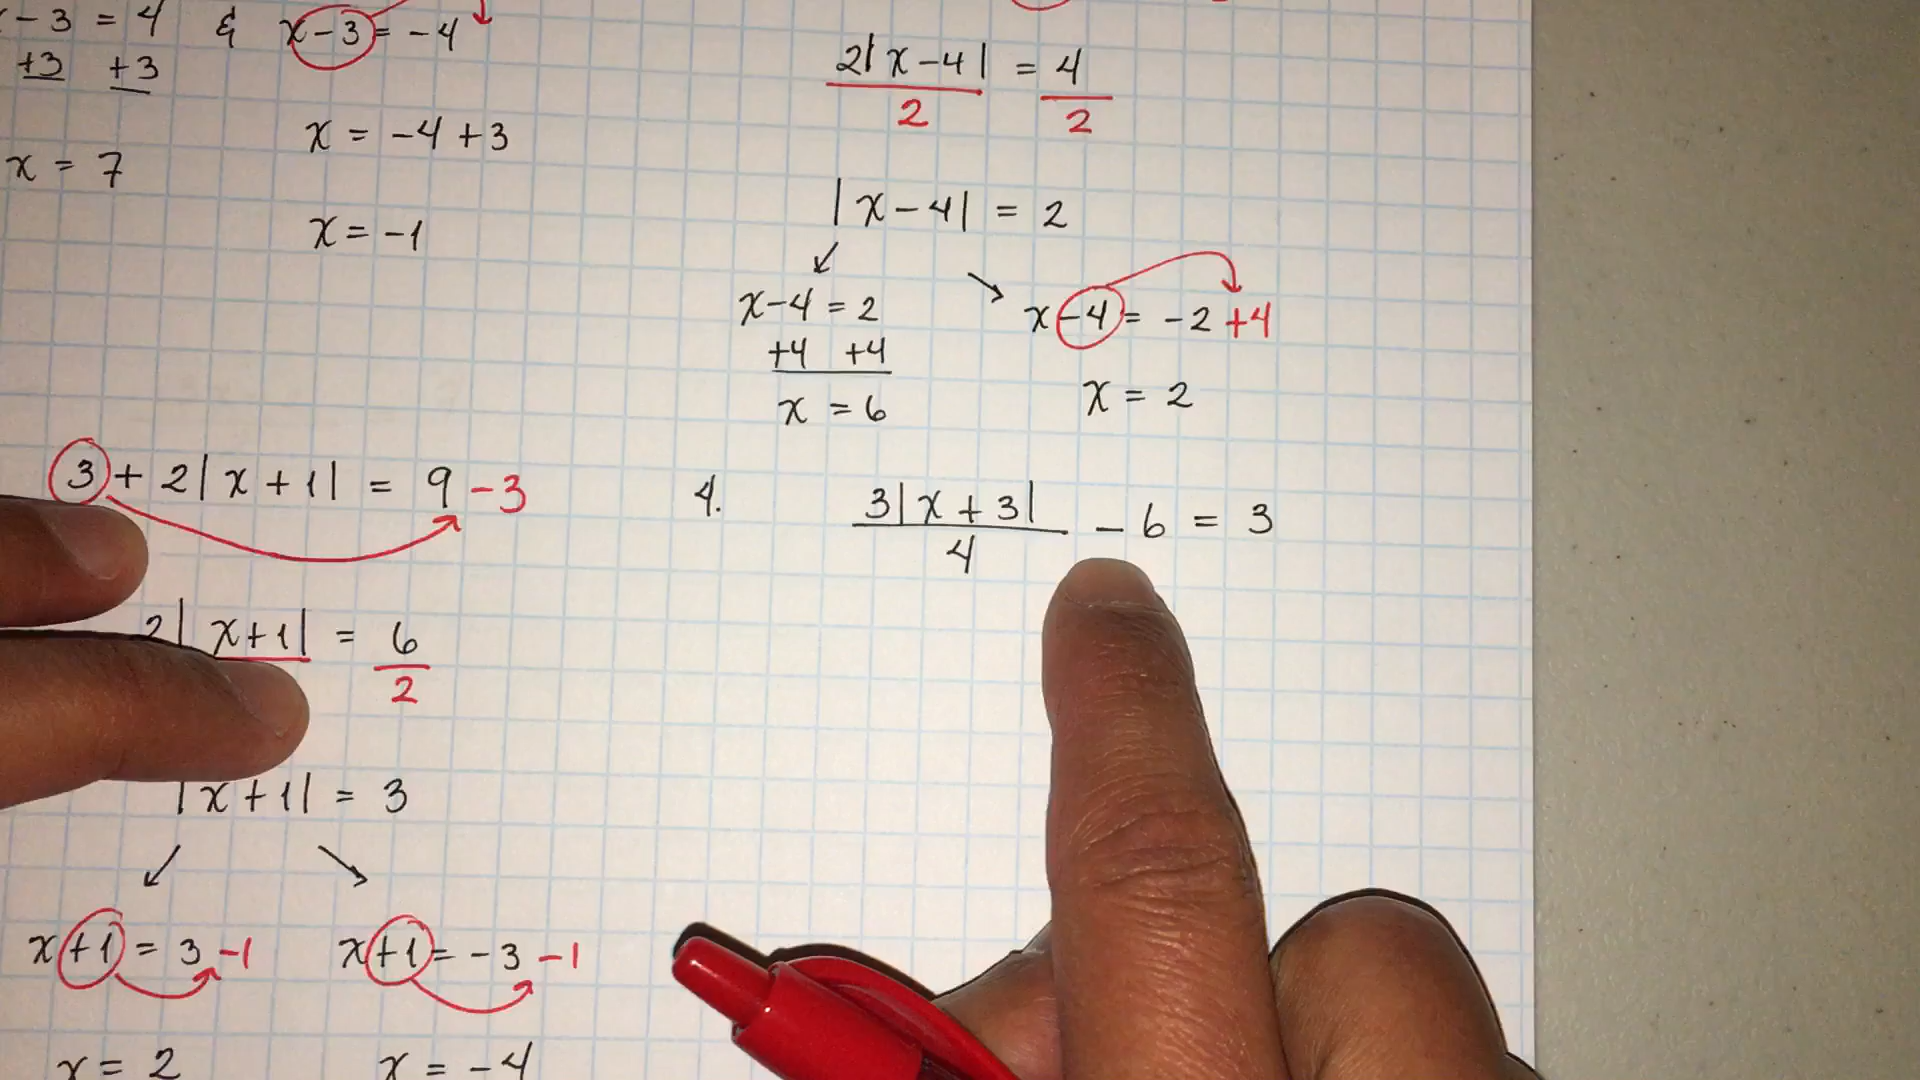 x - 3 = 4 & x - 3 = -4
+3 +3
x = -4 + 3
x = 7
x = -1
2|x - 4| = 4
2 2
|x - 4| = 2
x - 4 = 2
+4 +4
x = 6
x - 4 = -2 + 4
x = 2
3 + 2|x + 1| = 9 - 3
2|x + 1| = 6
2
|x + 1| = 3
x + 1 = 3 - 1
x + 1 = -3 - 1
x = 2
x = -4
4. 3|x + 3| - 6 = 3
4